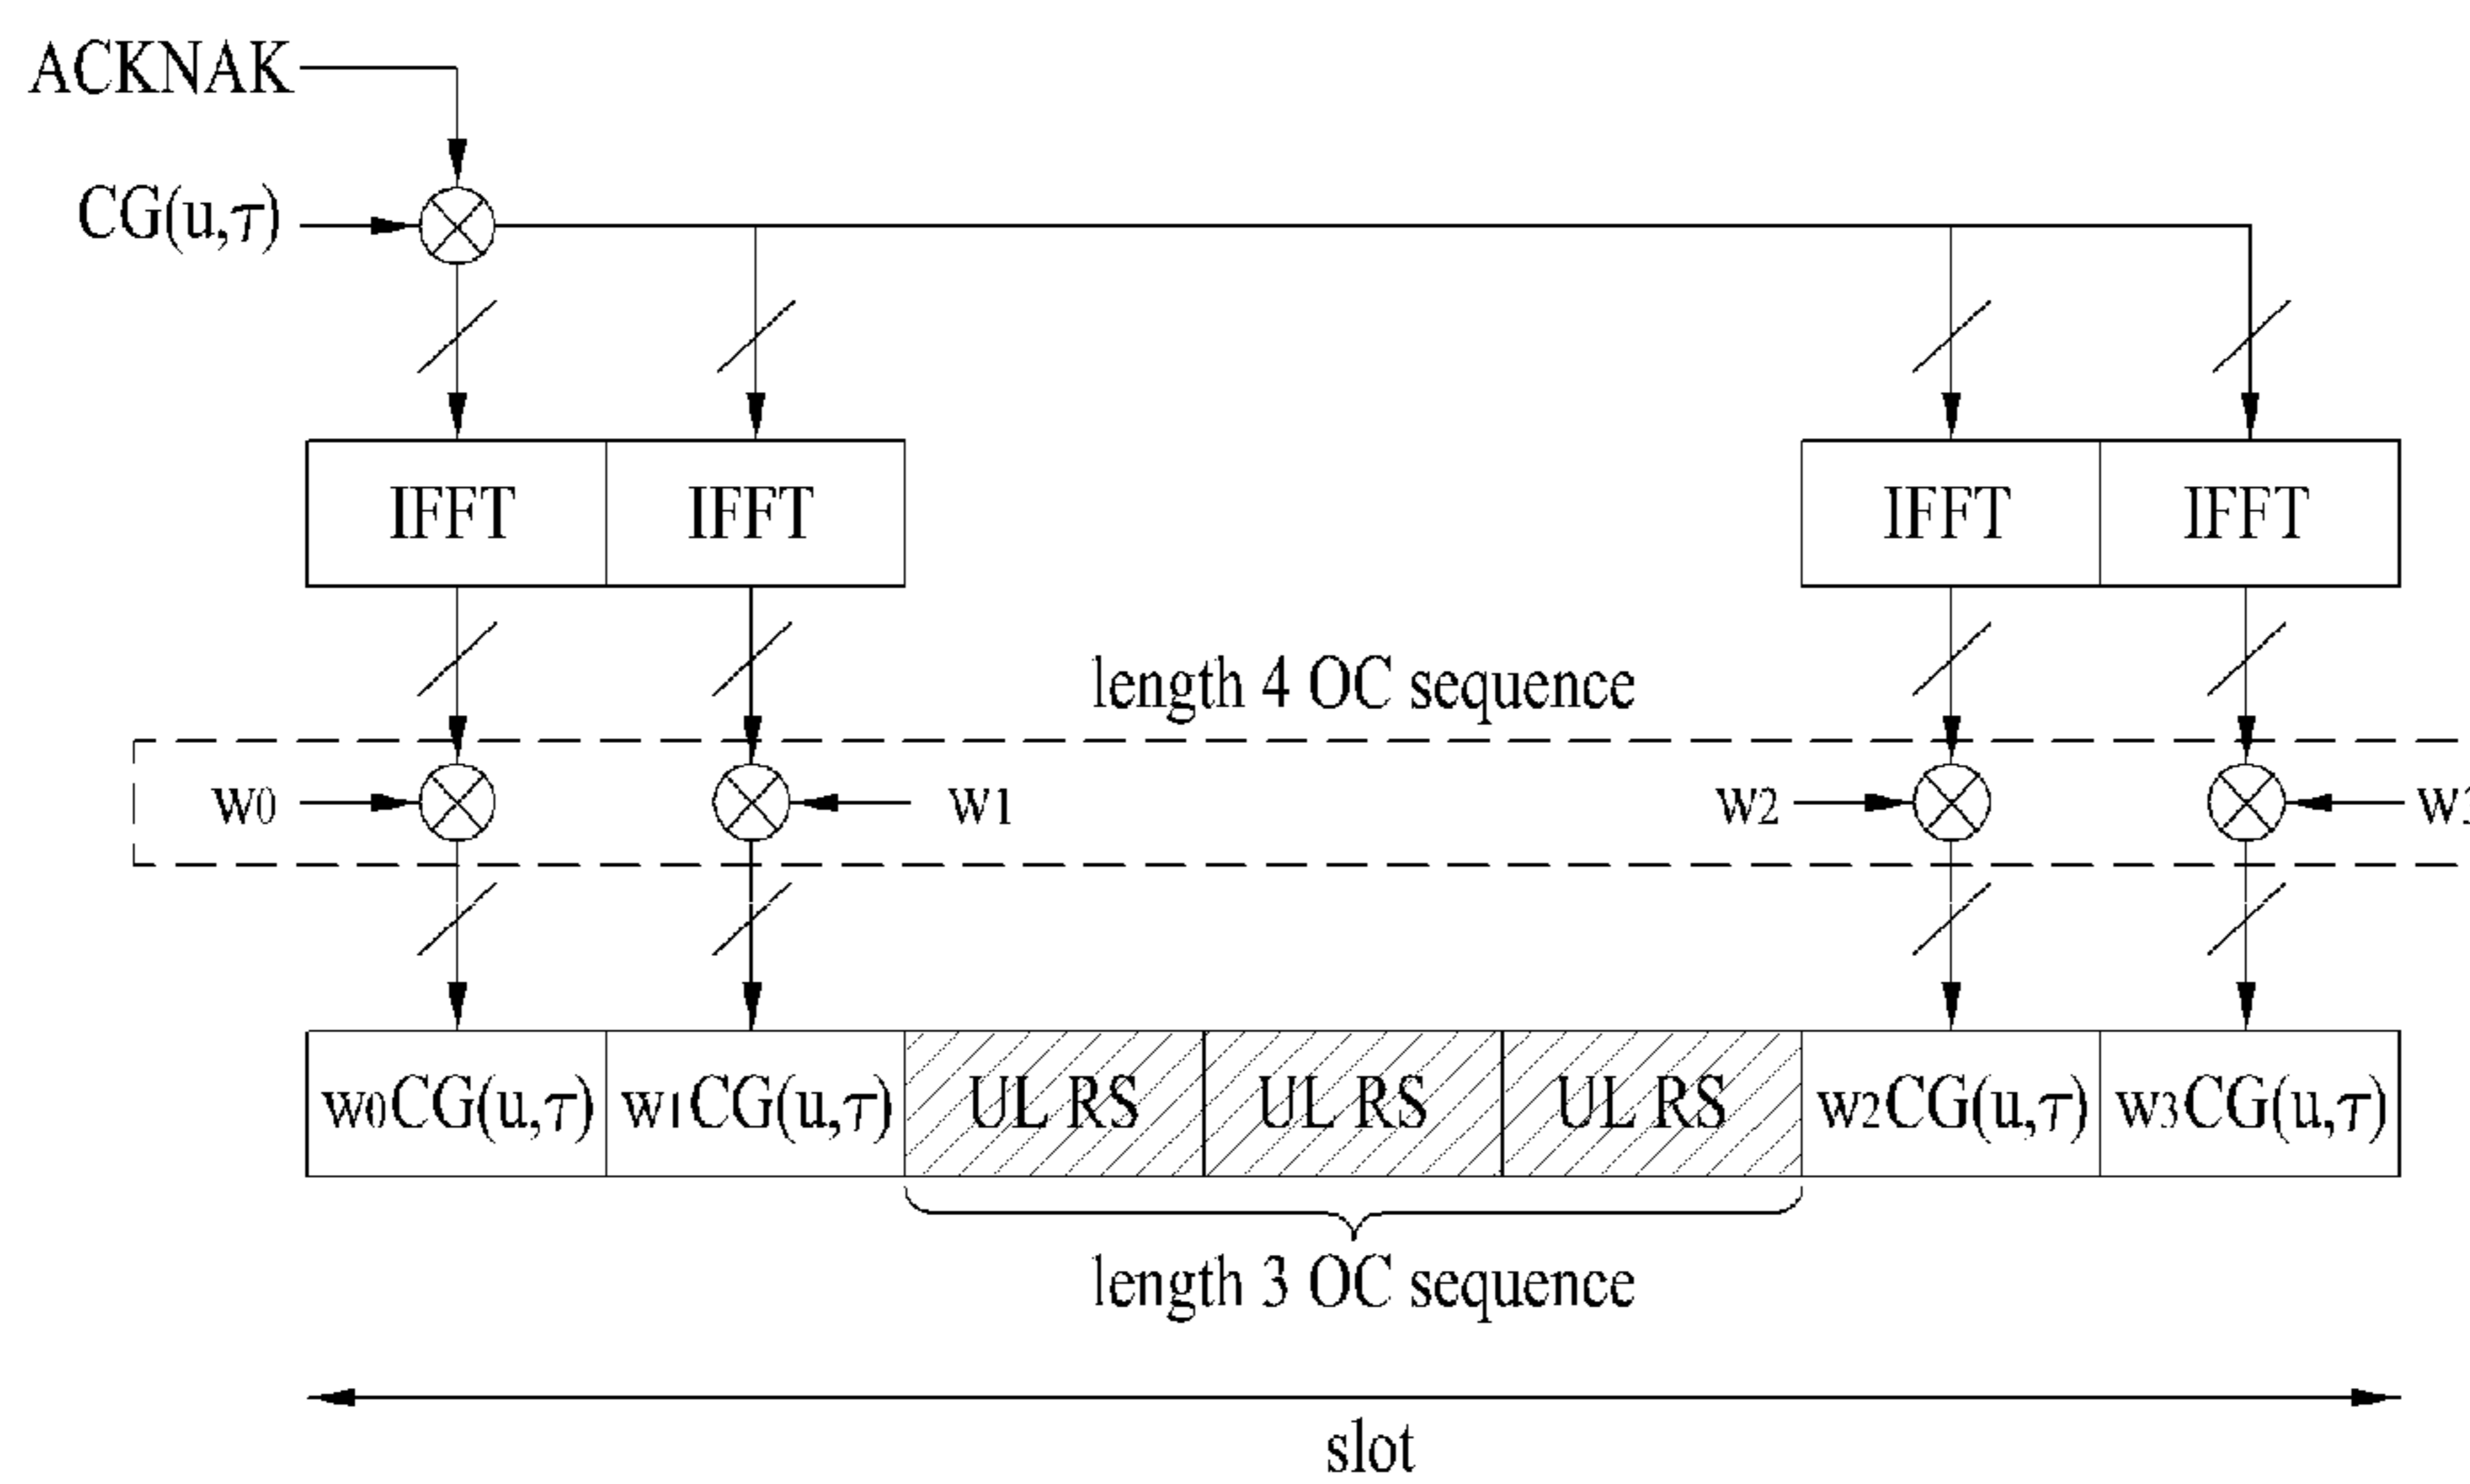 ACKNAK
CG(u,τ)
IFFT IFFT IFFT IFFT
length 4 OC sequence
w0 w1 w2
w0CG(u,τ) w1CG(u,τ) UL RS UL RS UL RS w2CG(u,τ) w3CG(u,τ)
length 3 OC sequence
slot